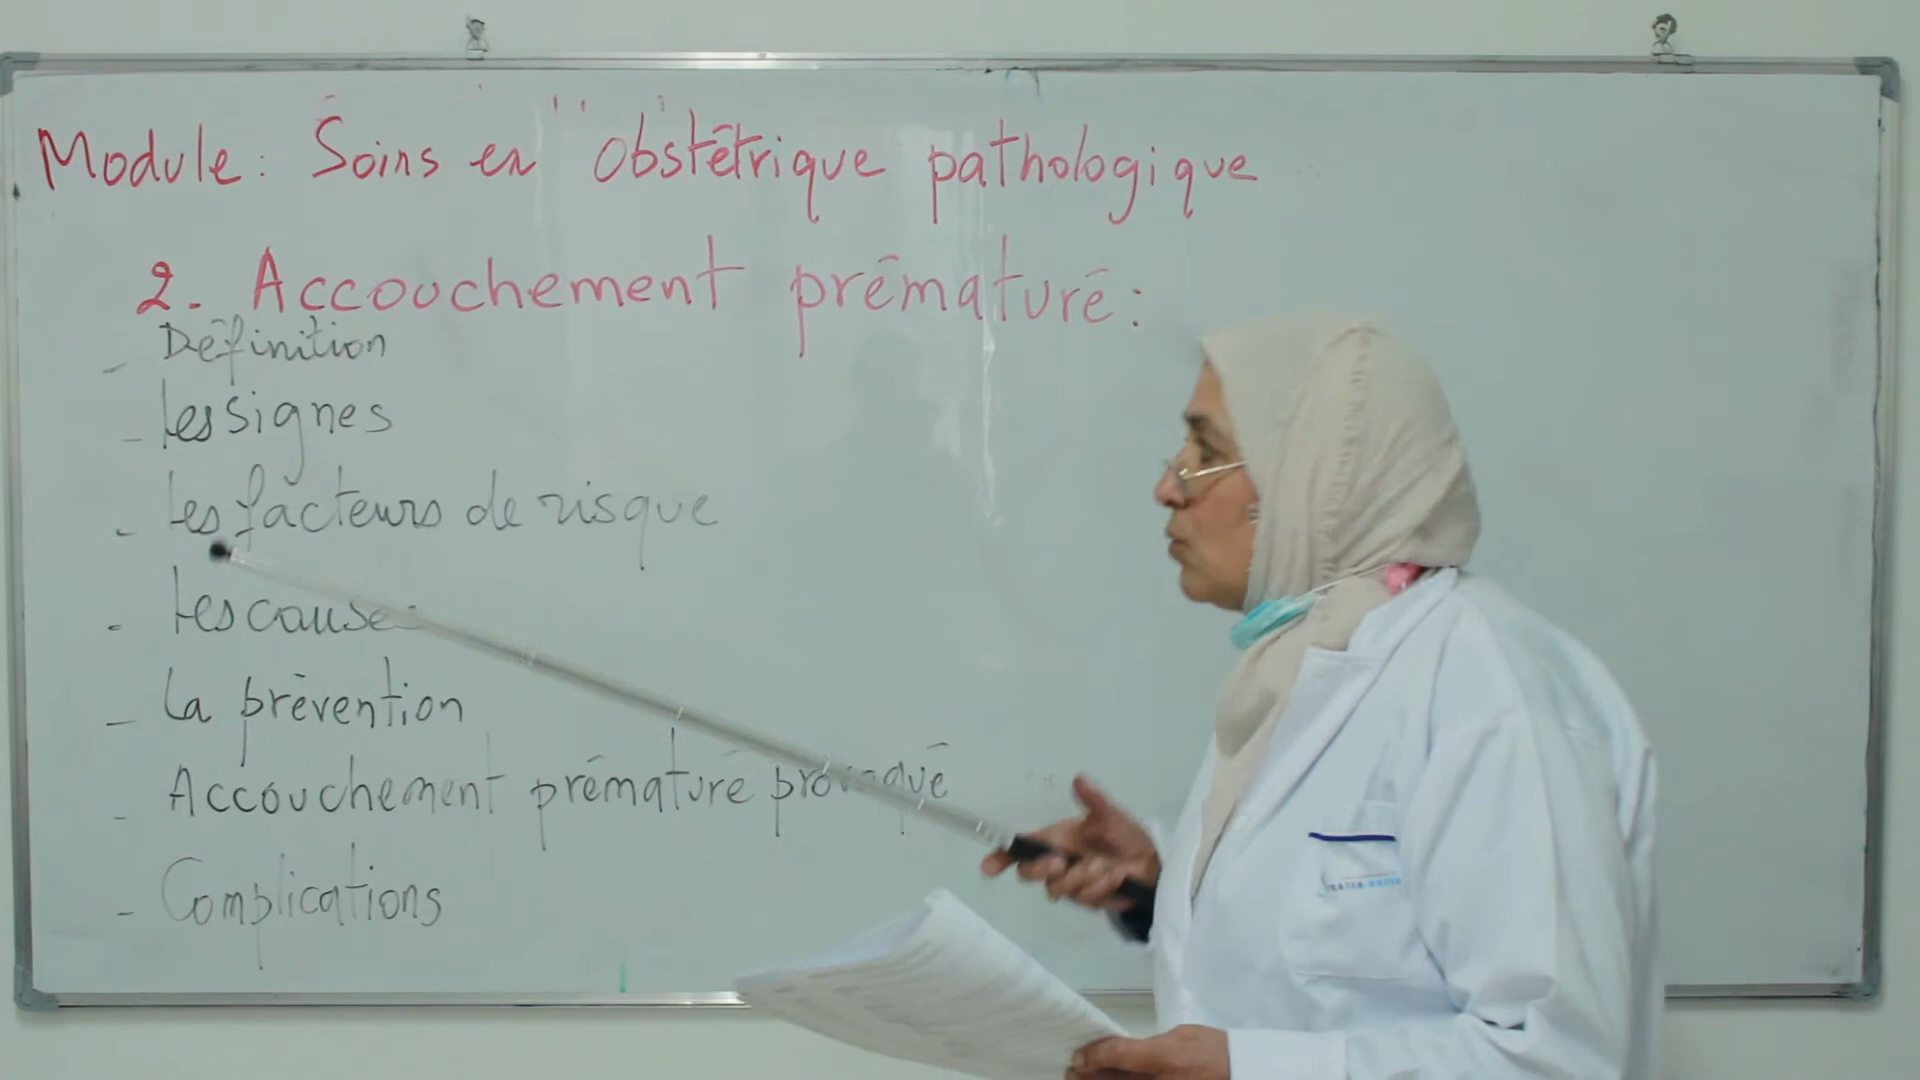 Module: Soins en obstétrique pathologique
2. Accouchement prématuré:
- Définition
- Les signes
- Les facteurs de risque
- Les causes
- La prévention
- Accouchement prématuré provoqué
- Complications